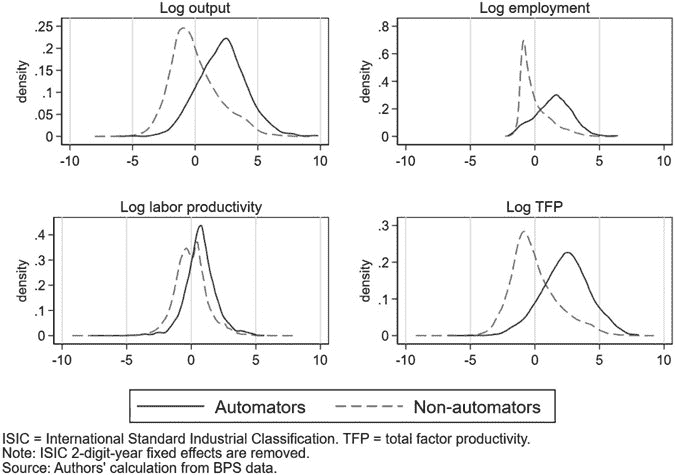 Log output
Log employment
density
.25
.2
.15
.1
.05
0
-10 -5 0 5 10
density
.8
.6
.4
.2
0
-10 -5 0 5 10
Log labor productivity
Log TFP
density
.4
.3
.2
.1
0
-10 -5 0 5 10
density
.3
.2
.1
0
-10 -5 0 5 10
Automators Non-automators
ISIC = International Standard Industrial Classification. TFP = total factor productivity.
Note: ISIC 2-digit-year fixed effects are removed.
Source: Authors' calculation from BPS data.